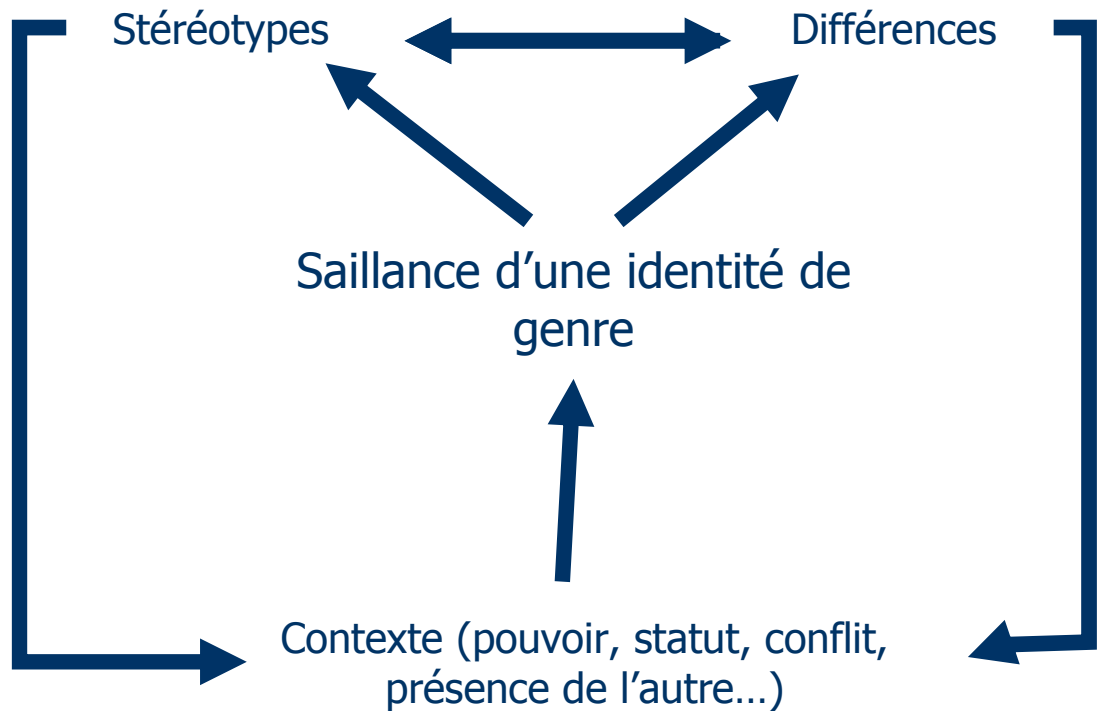 Stéréotypes
Différences
Saillance d’une identité de
genre
Contexte (pouvoir, statut, conflit,
présence de l’autre…)